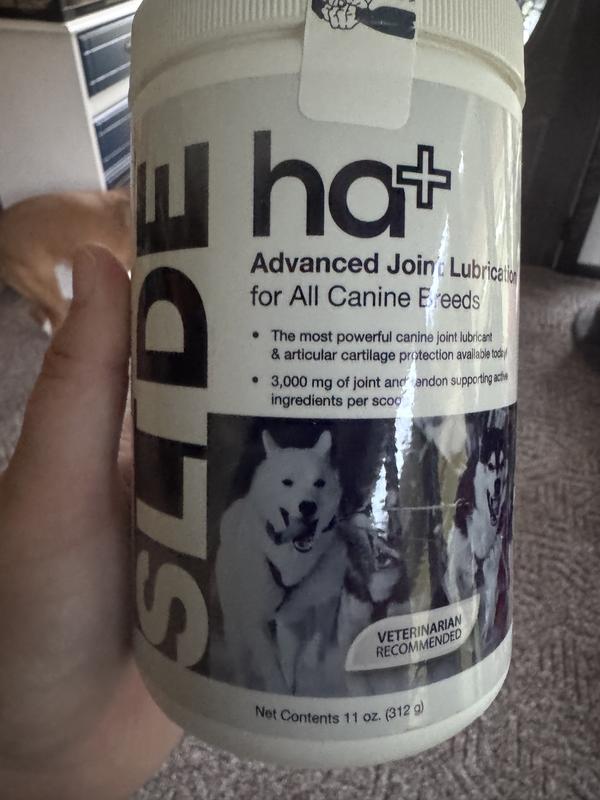 SLIDE
ha+
Advanced Joint Lubrication
for All Canine Breeds
• The most powerful canine joint lubricant
& articular cartilage protection available today!
• 3,000 mg of joint and tendon supporting active
ingredients per scoop
VETERINARIAN
RECOMMENDED
Net Contents 11 oz. (312 g)